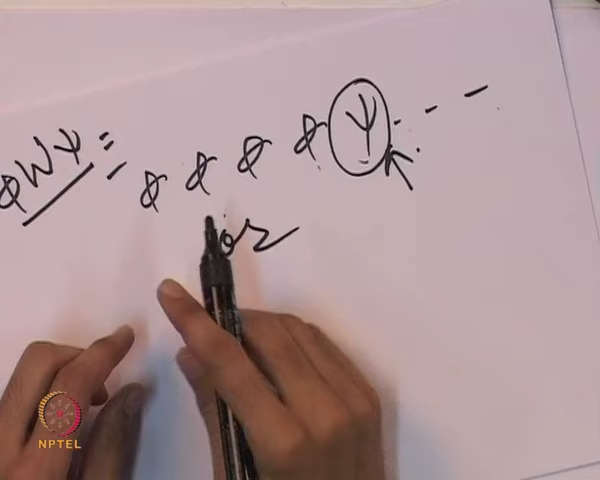 φWψ = φ φ φ φ ψ . - -
or
NPTEL